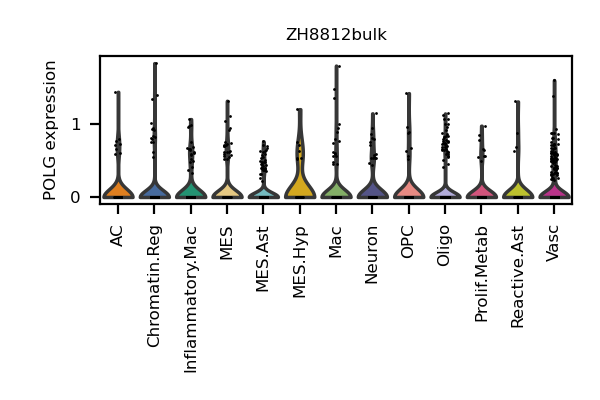 ZH8812bulk
POLG expression
1
0
AC
Chromatin.Reg
Inflammatory.Mac
MES
MES.Ast
MES.Hyp
Mac
Neuron
OPC
Oligo
Prolif.Metab
Reactive.Ast
Vasc